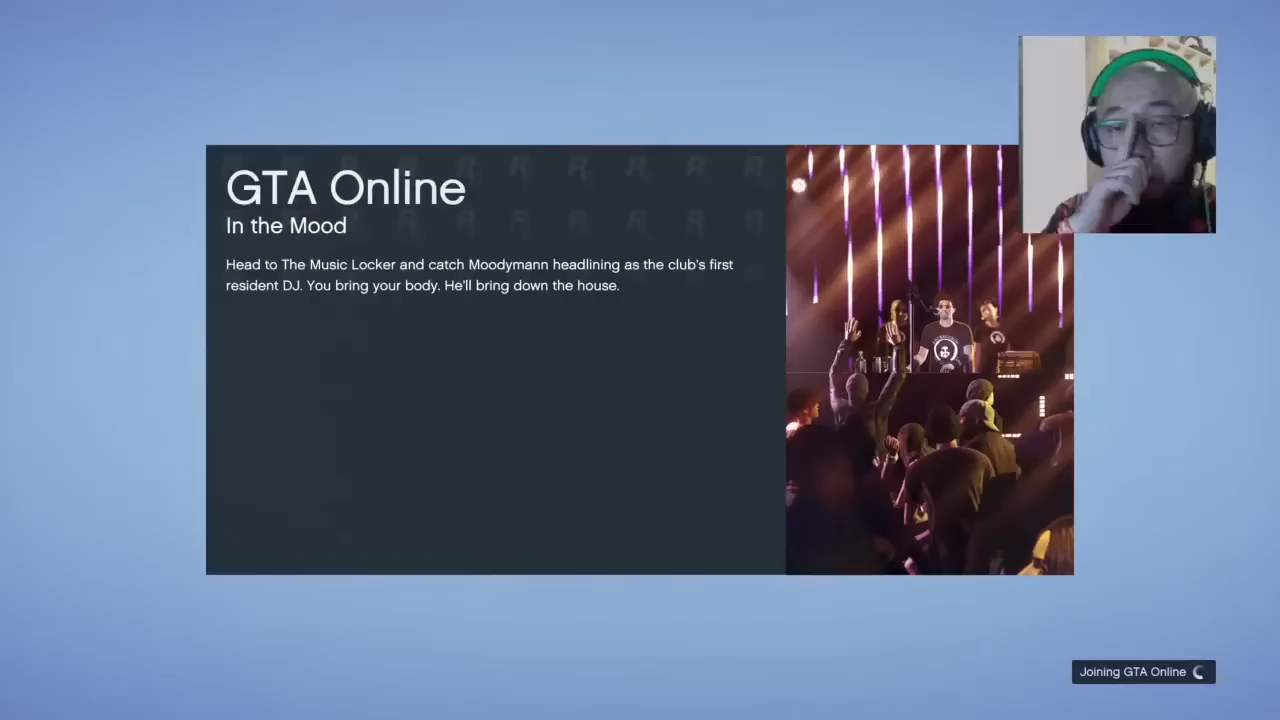 GTA Online
In the Mood
Head to The Music Locker and catch Moodymann headlining as the club's first
resident DJ. You bring your body. He'll bring down the house.
Joining GTA Online